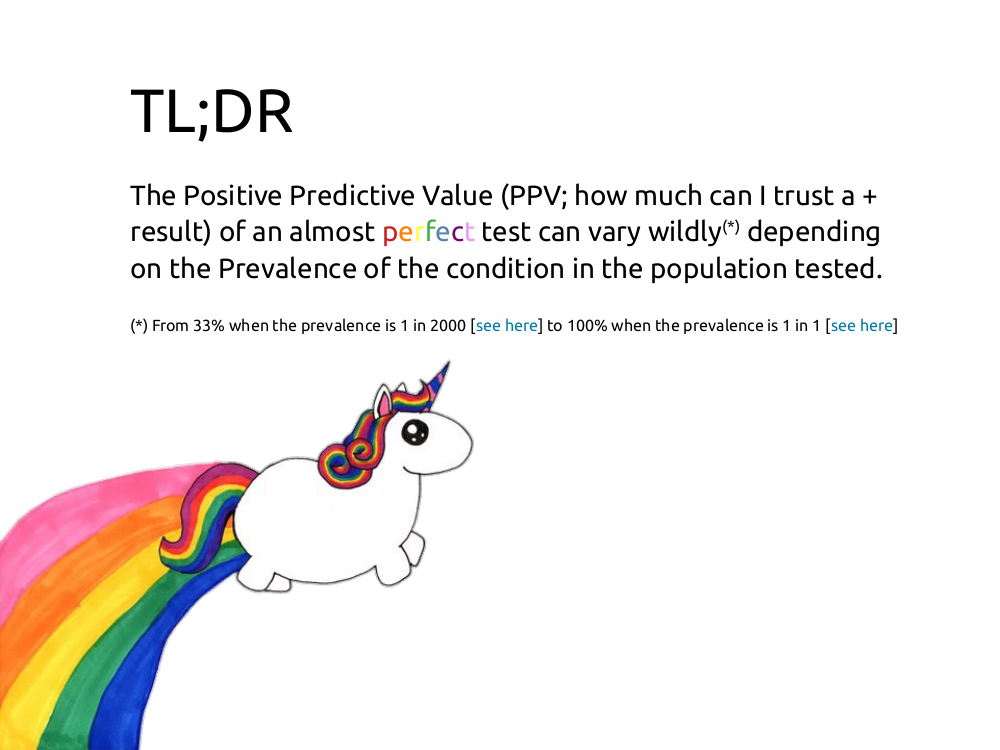 TL;DR
The Positive Predictive Value (PPV; how much can I trust a +
result) of an almost perfect test can vary wildly(*) depending
on the Prevalence of the condition in the population tested.
(*) From 33% when the prevalence is 1 in 2000 [see here] to 100% when the prevalence is 1 in 1 [see here]